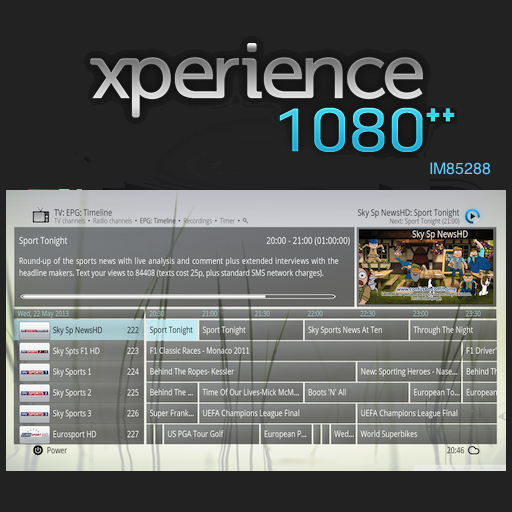 xperience
1080++
IM85288
TV: EPG: Timeline
TV channels • Radio channels • EPG: Timeline • Recordings • Timer •
Sky Sp NewsHD: Sport Tonight
Next: Sport Tonight (21:00)
Sport Tonight 20:00 - 21:00 (01:00:00)
Round-up of the sports news with live analysis and comment plus extended interviews with the
headline makers. Text your views to 84408 (texts cost 25p, plus standard SMS network charges).
Sky Sp NewsHD
Wed, 22 May 2013 20:30 21:00 21:30 22:00 22:30 23:00 23:30
Sky Sp NewsHD 222 Sport Tonight Sport Tonight Sky Sports News At Ten Through The Night
Sky Spts F1 HD 223 F1 Classic Races - Monaco 2011 F1 Driver'
Sky Sports 1 224 Behind The Ropes- Kessler New: Sporting Heroes - Nase... Behind Th
Sky Sports 2 225 Behind The ... Time Of Our Lives-Mick McM... Boots 'N' All European To... European
Sky Sports 3 226 Super Frank... UEFA Champions League Final UEFA Champions League Final
Eurosport HD 227 US PGA Tour Golf European P... Wed... World Superbikes
Power 20:46